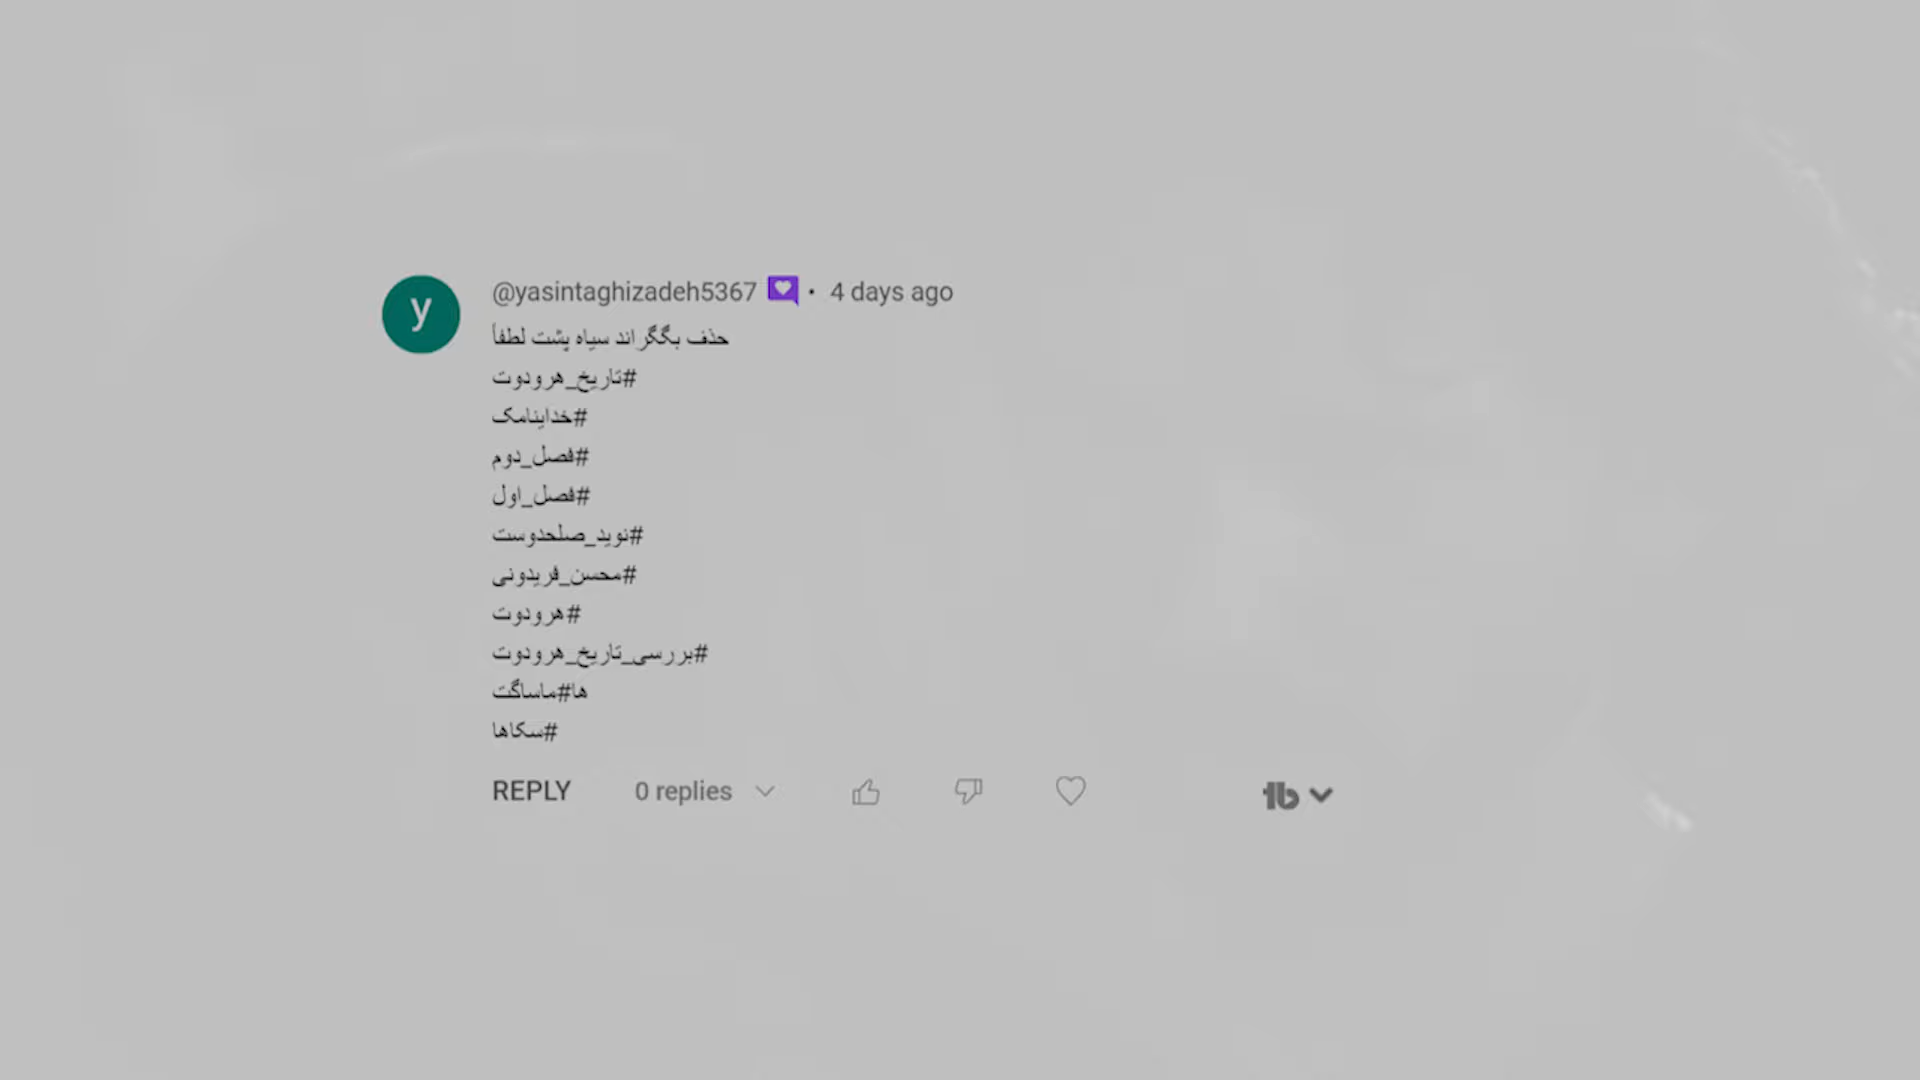 y
@yasintaghizadeh5367 • 4 days ago
حذف بگگراند سیاه پشت لطفاً
#تاریخ_هرودوت
#خداینامک
#فصل_دوم
#فصل_اول
#نوید_صلحدوست
#محسن_فریدونی
#هرودوت
#بررسی_تاریخ_هرودوت
ها#ماساگت
#سکاها
REPLY 0 replies